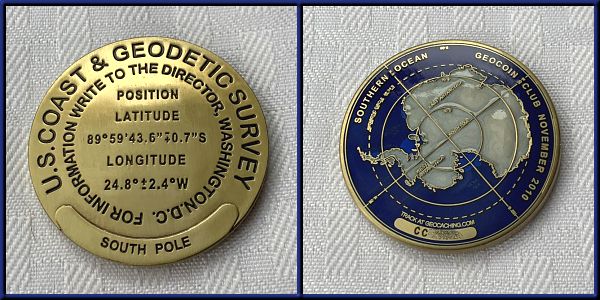 U.S. COAST & GEODETIC SURVEY
FOR INFORMATION WRITE TO THE DIRECTOR, WASHINGTON, D.C.
POSITION
LATITUDE
89°59'43.6"∓0.7"S
LONGITUDE
24.8°±2.4°W
SOUTH POLE
SOUTHERN OCEAN
GEOCOIN CLUB NOVEMBER 2010
TRACK AT GEOCACHING.COM
CC